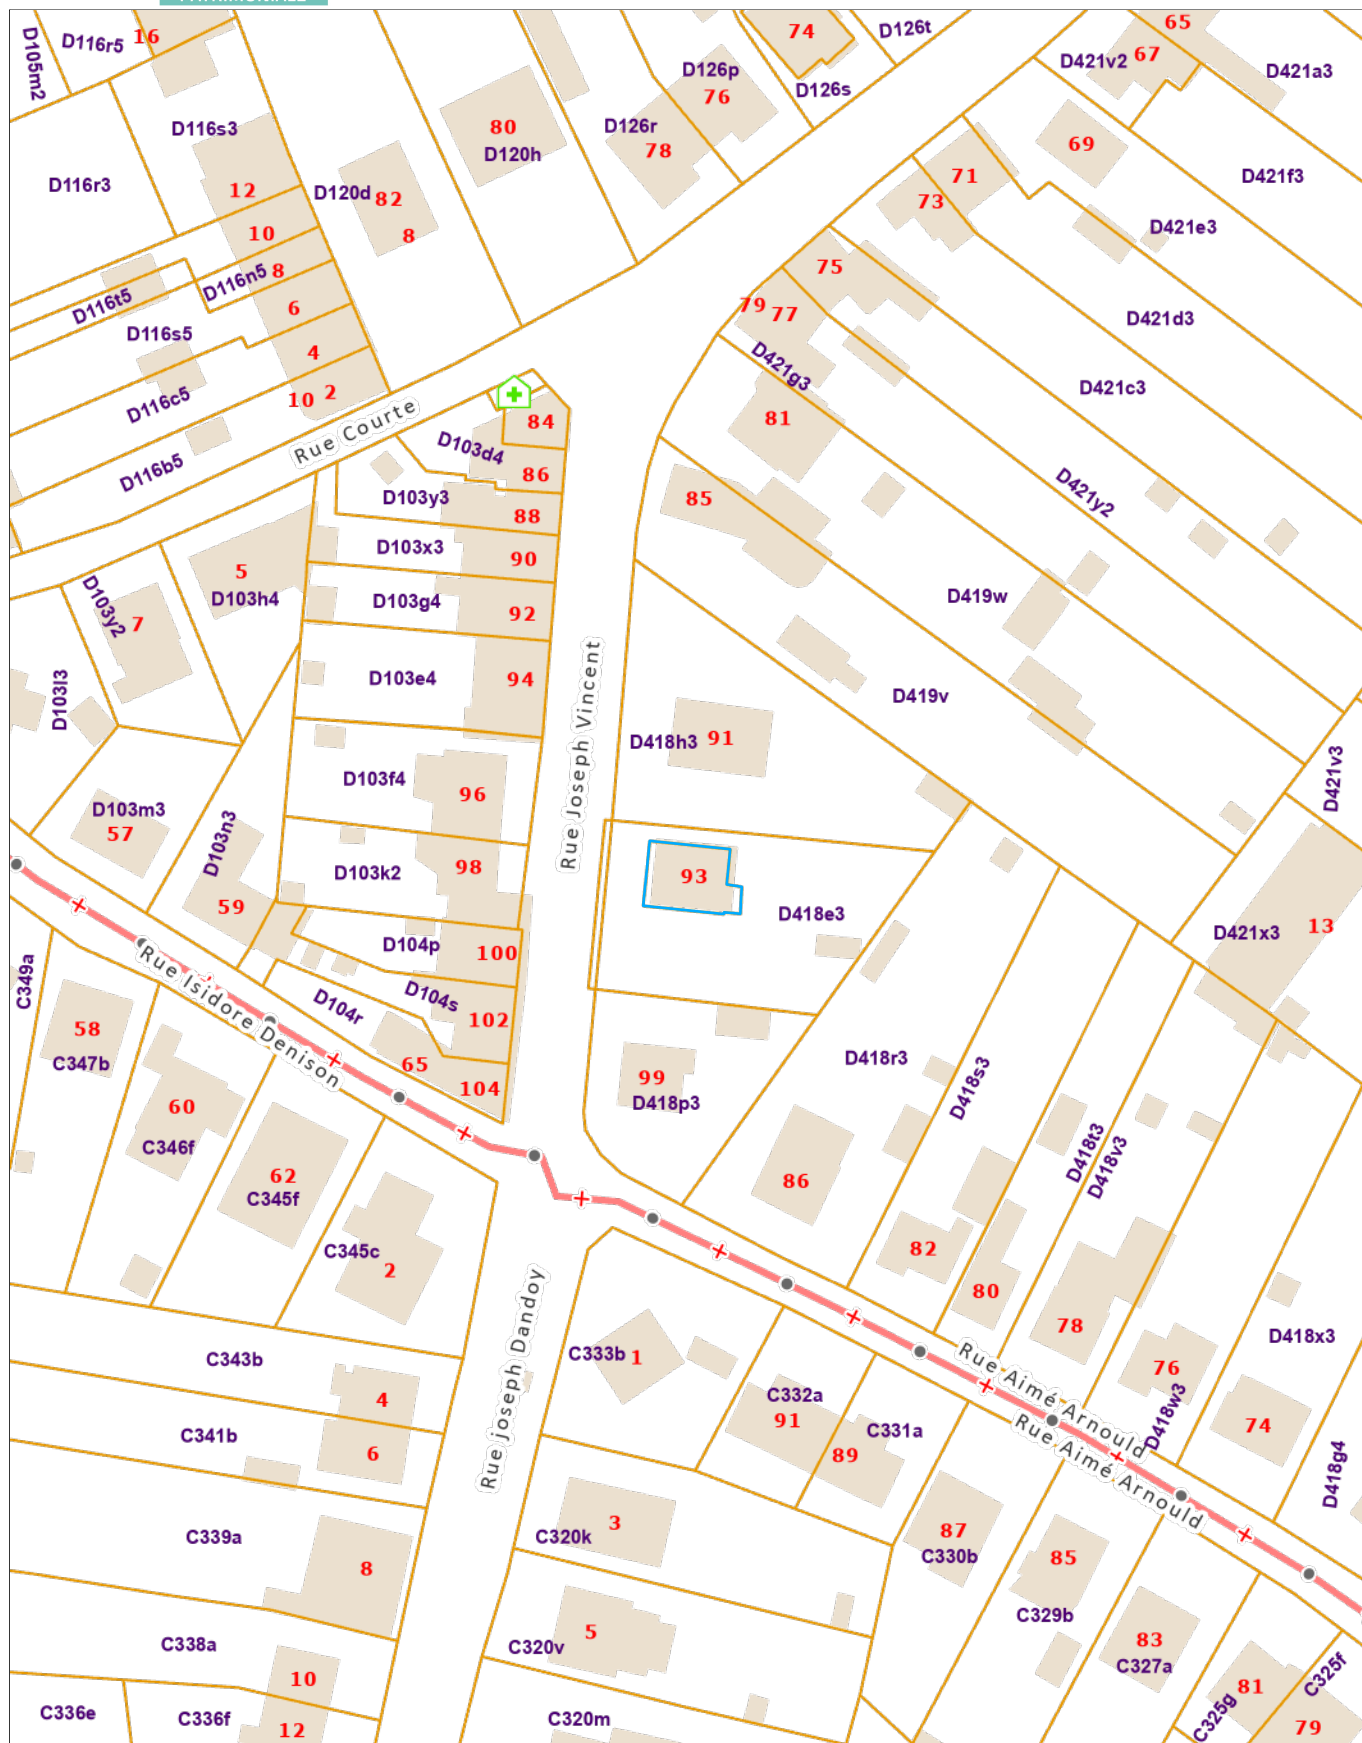 65
16
D116r5
D105m2
74
D126t
67
D421v2
D421a3
D126p
76
D126s
D116s3
80
D126r
78
D120h
69
71
73
D421f3
D116r3
12
D120d
82
8
D421e3
10
D116n5
8
75
D116t5
6
79
77
D421d3
D116s5
4
D421g3
D421c3
10
2
D116c5
Rue Courte
84
81
D103d4
D116b5
86
D103y3
88
85
D421y2
D103x3
90
5
D103h4
D103g4
92
D419w
D103y2
7
D103e4
94
Rue Joseph Vincent
D419v
D103l3
D418h3
91
D103f4
96
D421v3
D103m3
57
D103n3
D103k2
98
93
D418e3
59
D421x3
13
D104p
100
C349a
Rue Isidore Denison
D104r
D104s
102
58
C347b
65
104
99
D418p3
D418r3
D418s3
60
C346f
D418t3
D418v3
62
C345f
86
C345c
2
82
80
78
C343b
Rue joseph Dandoy
C333b
1
Rue Aimé Arnould
Rue Aimé Arnould
D418x3
76
D418w3
4
C332a
91
C331a
89
74
C341b
6
D418g4
C339a
8
C320k
3
87
C330b
85
C329b
C338a
C320v
5
83
C327a
10
81
C325f
C336e
C336f
12
C320m
C325g
79